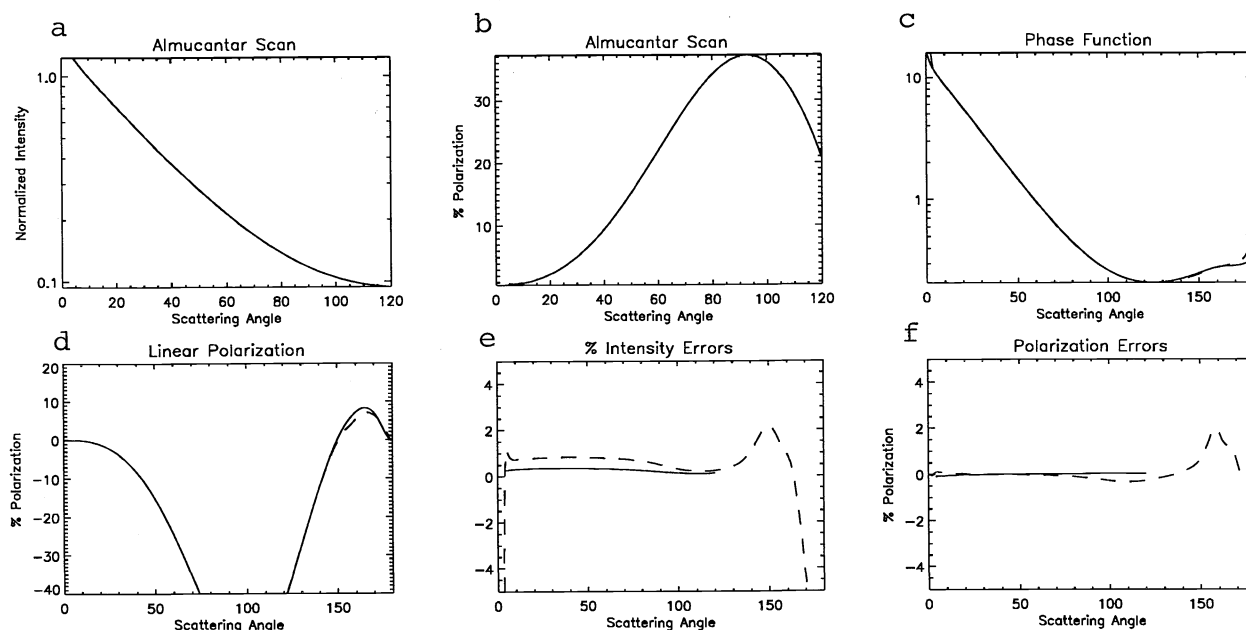 a
Almucantar Scan
1.0
0.1
Normalized Intensity
0 20 40 60 80 100 120
Scattering Angle
b
Almucantar Scan
30
20
10
% Polarization
0 20 40 60 80 100 120
Scattering Angle
c
Phase Function
10
1
0 50 100 150
Scattering Angle
d
Linear Polarization
20
10
0
-10
-20
-30
-40
% Polarization
0 50 100 150
Scattering Angle
e
% Intensity Errors
4
2
0
-2
-4
0 50 100 150
Scattering Angle
f
Polarization Errors
4
2
0
-2
-4
% Polarization
0 50 100 150
Scattering Angle